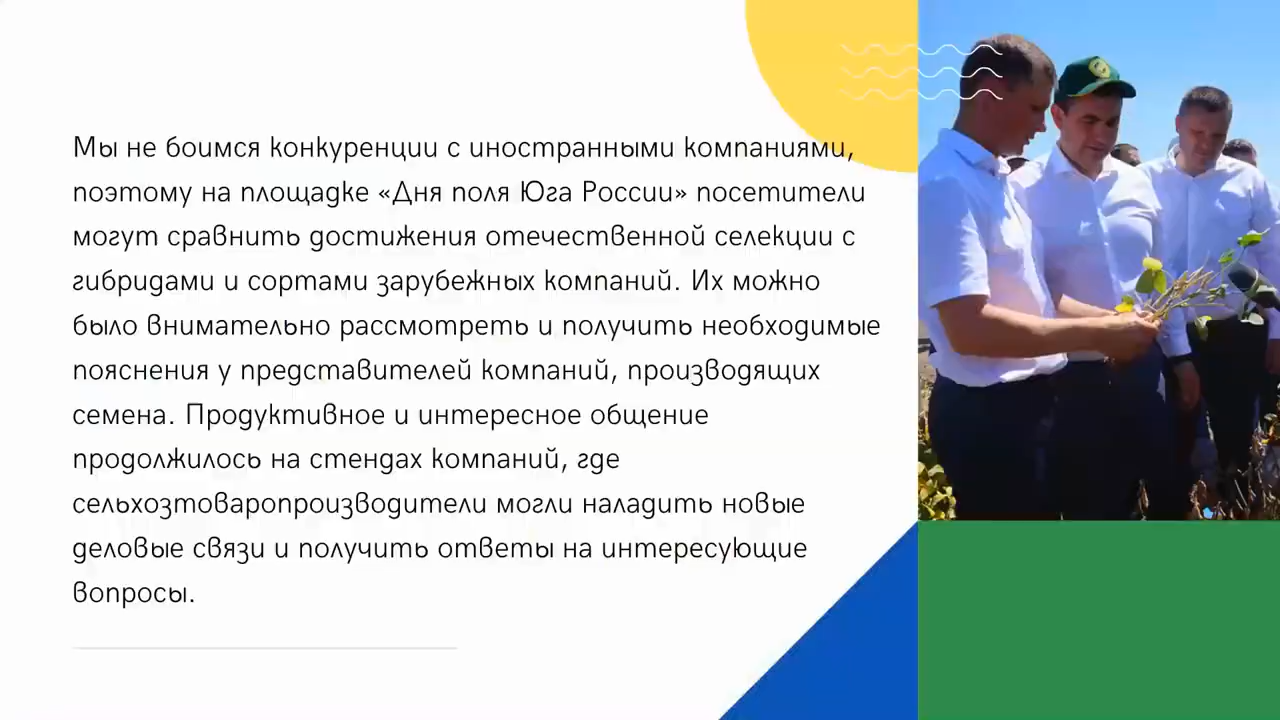 Мы не боимся конкуренции с иностранными компаниями,
поэтому на площадке «Дня поля Юга России» посетители
могут сравнить достижения отечественной селекции с
гибридами и сортами зарубежных компаний. Их можно
было внимательно рассмотреть и получить необходимые
пояснения у представителей компаний, производящих
семена. Продуктивное и интересное общение
продолжилось на стендах компаний, где
сельхозтоваропроизводители могли наладить новые
деловые связи и получить ответы на интересующие
вопросы.